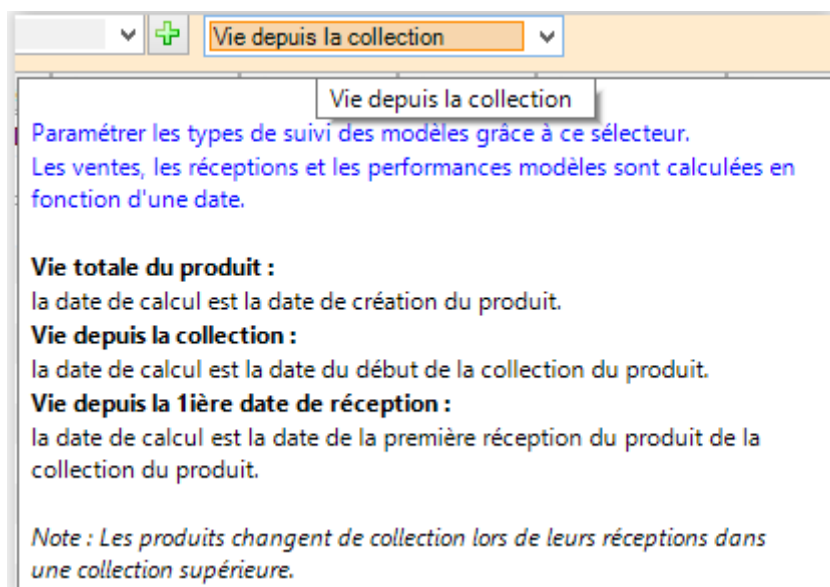 Vie depuis la collection
Vie depuis la collection
Paramétrer les types de suivi des modèles grâce à ce sélecteur.
Les ventes, les réceptions et les performances modèles sont calculées en
fonction d'une date.
Vie totale du produit :
la date de calcul est la date de création du produit.
Vie depuis la collection :
la date de calcul est la date du début de la collection du produit.
Vie depuis la 1ière date de réception :
la date de calcul est la date de la première réception du produit de la
collection du produit.
Note : Les produits changent de collection lors de leurs réceptions dans
une collection supérieure.